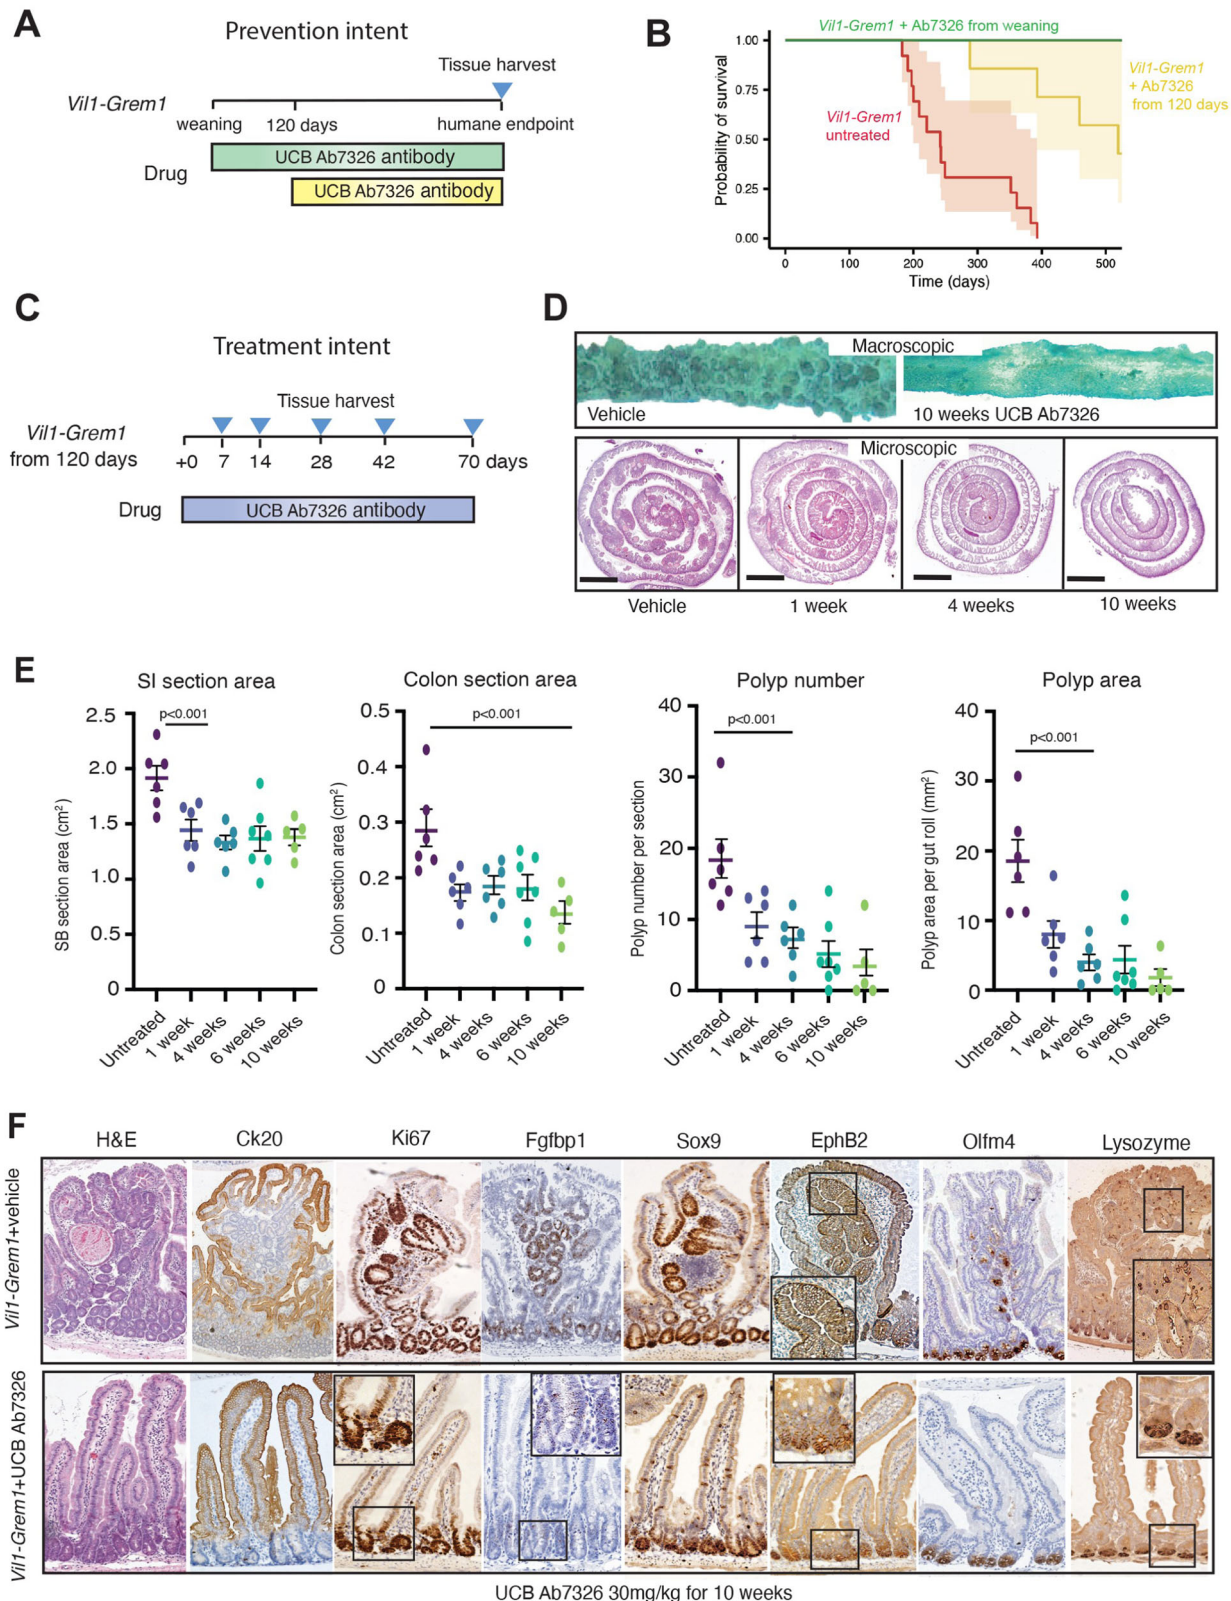 A
Prevention intent
Tissue harvest
Vil1-Grem1
weaning 120 days humane endpoint
Drug
UCB Ab7326 antibody
UCB Ab7326 antibody
B
Vil1-Grem1 + Ab7326 from weaning
Vil1-Grem1
+ Ab7326
from 120 days
Vil1-Grem1
untreated
Probability of survival
1.00
0.75
0.50
0.25
0.00
0 100 200 300 400 500
Time (days)
C
Treatment intent
Tissue harvest
Vil1-Grem1
from 120 days
+0 7 14 28 42 70 days
Drug
UCB Ab7326 antibody
D
Macroscopic
Vehicle
10 weeks UCB Ab7326
Microscopic
Vehicle 1 week 4 weeks 10 weeks
E
SI section area
p<0.001
SB section area (cm²)
2.5
2.0
1.5
1.0
0.5
0
Untreated 1 week 4 weeks 6 weeks 10 weeks
Colon section area
p<0.001
Colon section area (cm²)
0.5
0.4
0.3
0.2
0.1
0
Untreated 1 week 4 weeks 6 weeks 10 weeks
Polyp number
p<0.001
Polyp number per section
40
30
20
10
0
Untreated 1 week 4 weeks 6 weeks 10 weeks
Polyp area
p<0.001
Polyp area per gut roll (mm²)
40
30
20
10
0
Untreated 1 week 4 weeks 6 weeks 10 weeks
F
H&E Ck20 Ki67 Fgfbp1 Sox9 EphB2 Olfm4 Lysozyme
Vil1-Grem1+vehicle
Vil1-Grem1+UCB Ab7326
UCB Ab7326 30mg/kg for 10 weeks